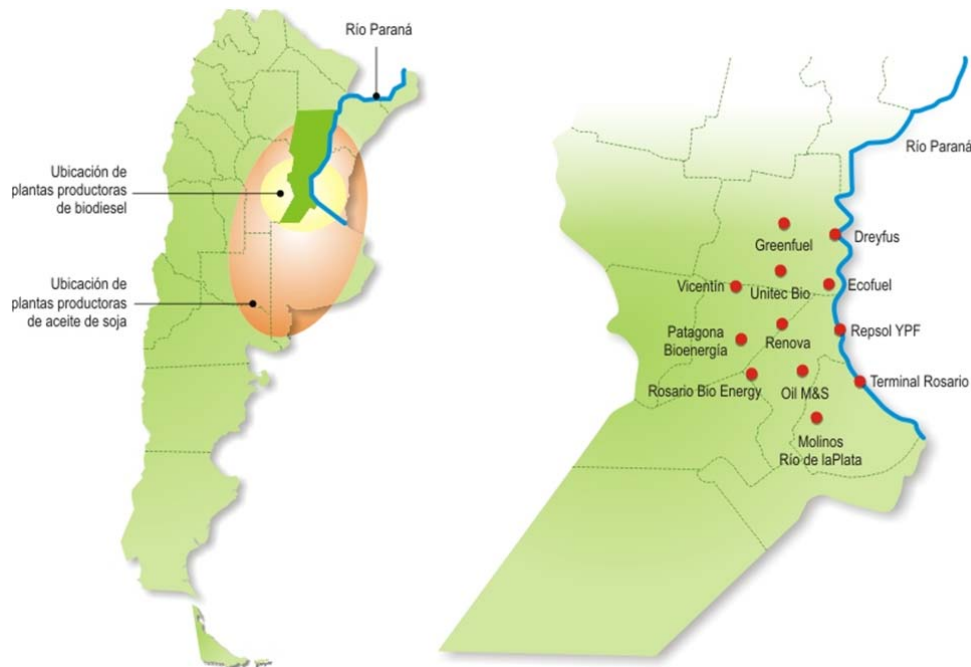 Río Paraná
Ubicación de
plantas productoras
de biodiesel
Ubicación de
plantas productoras
de aceite de soja
Río Paraná
Greenfuel
Dreyfus
Vicentín
Unitec Bio
Ecofuel
Patagona
Bioenergía
Renova
Repsol YPF
Rosario Bio Energy
Oil M&S
Terminal Rosario
Molinos
Río de laPlata